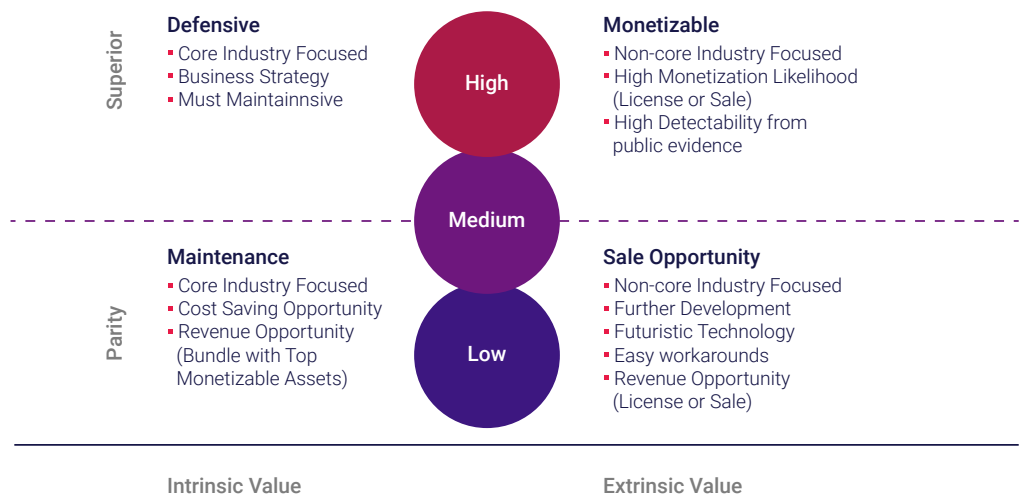 Superior
Defensive
Core Industry Focused
Business Strategy
Must Maintainnsive
High
Monetizable
Non-core Industry Focused
High Monetization Likelihood
(License or Sale)
High Detectability from
public evidence
Medium
Parity
Maintenance
Core Industry Focused
Cost Saving Opportunity
Revenue Opportunity
(Bundle with Top
Monetizable Assets)
Low
Sale Opportunity
Non-core Industry Focused
Further Development
Futuristic Technology
Easy workarounds
Revenue Opportunity
(License or Sale)
Intrinsic Value
Extrinsic Value